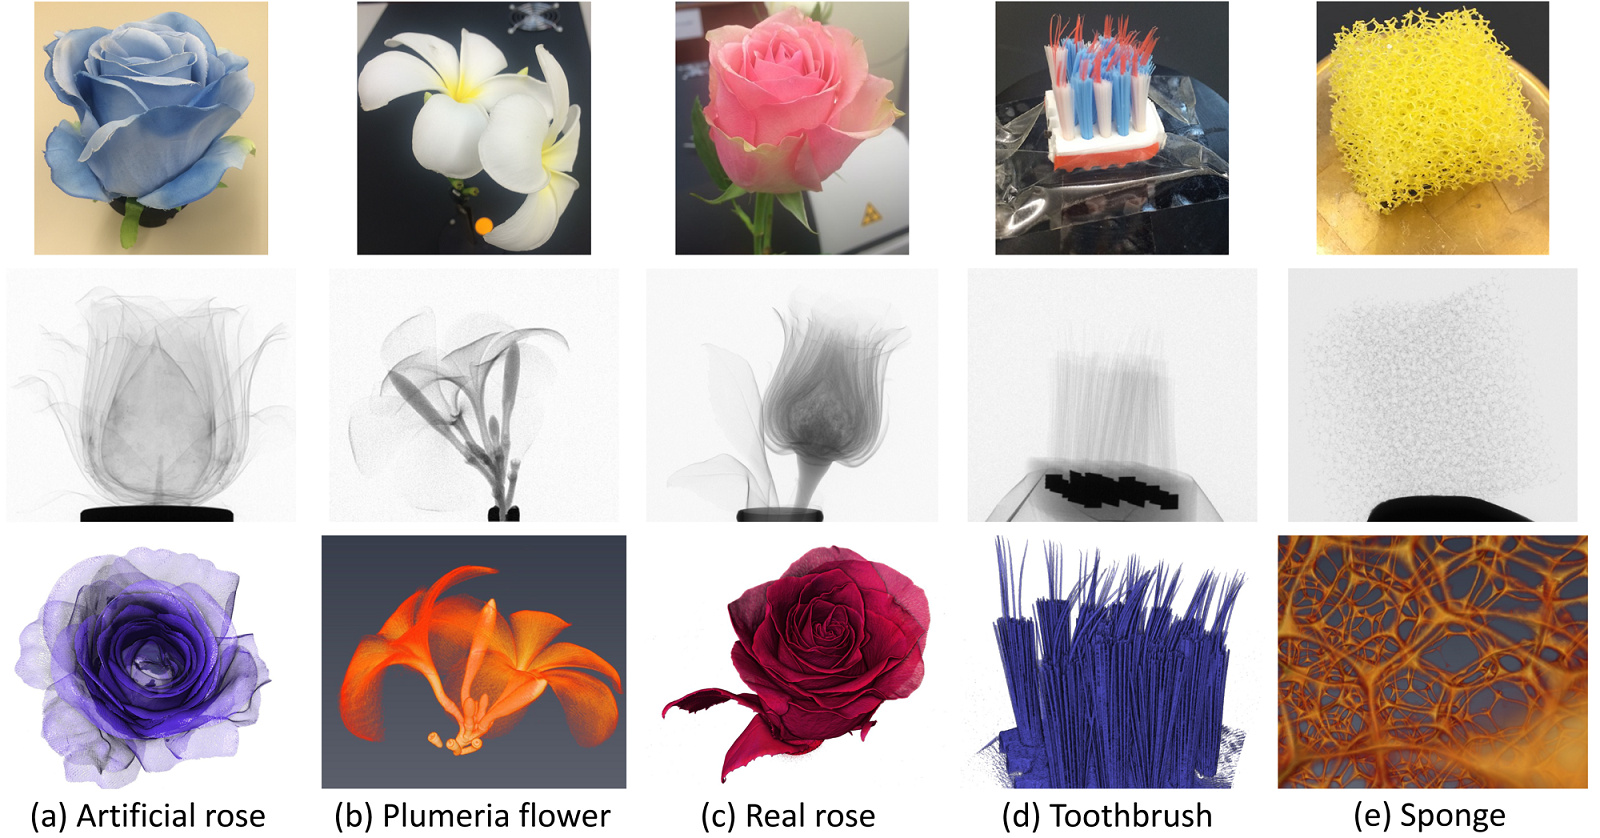 (a) Artificial rose
(b) Plumeria flower
(c) Real rose
(d) Toothbrush
(e) Sponge